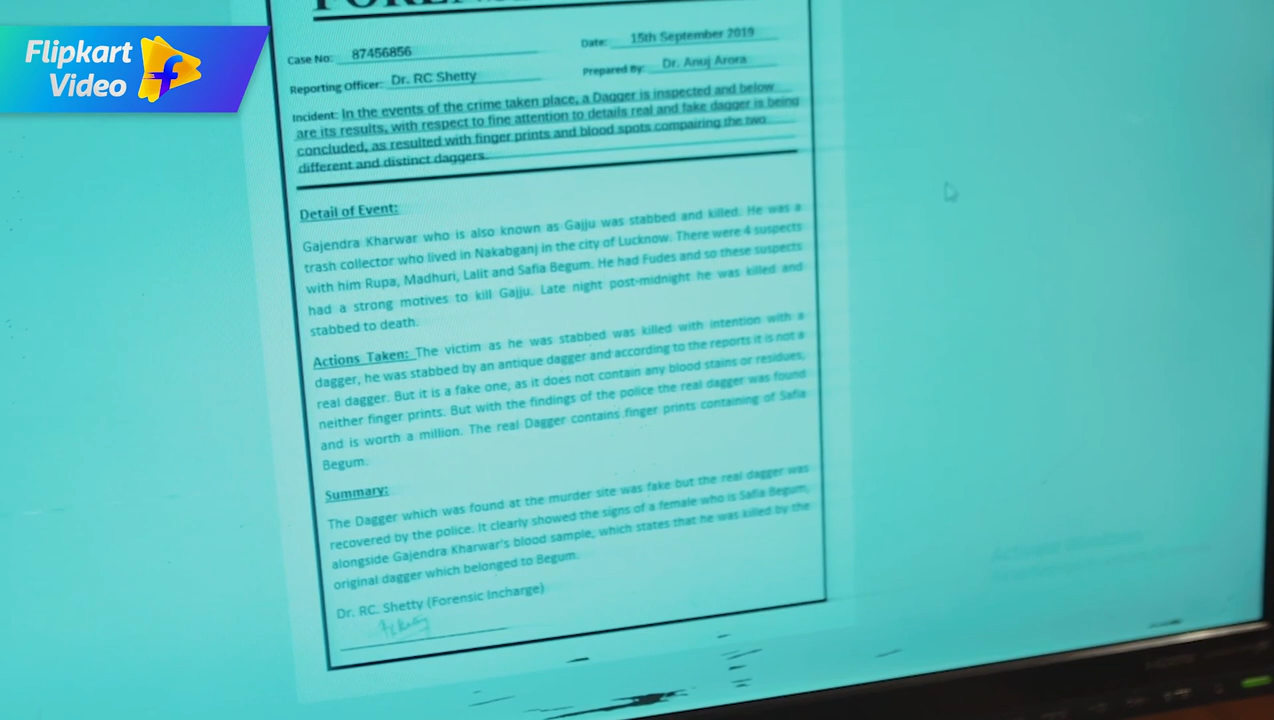 Flipkart
Video
Case No: 87456856
Date: 15th September 2019
Reporting Officer: Dr. RC Shetty
Prepared By: Dr. Anuj Arora
Incident: In the events of the crime taken place, a Dagger is inspected and below
are its results, with respect to fine attention to details real and fake dagger is being
concluded, as resulted with finger prints and blood spots compairing the two
different and distinct daggers.
Detail of Event:
Gajendra Kharwar who is also known as Gajju was stabbed and killed. He was a
trash collector who lived in Nakabganj in the city of Lucknow. There were 4 suspects
with him Rupa, Madhuri, Lalit and Safia Begum. He had Fudes and so these suspects
had a strong motives to kill Gajju. Late night post-midnight he was killed and
stabbed to death.
Actions Taken: The victim as he was stabbed was killed with intention with a
dagger, he was stabbed by an antique dagger and according to the reports it is not a
real dagger. But it is a fake one, as it does not contain any blood stains or residues,
neither finger prints. But with the findings of the police the real dagger was found
and is worth a million. The real Dagger contains finger prints containing of Safia
Begum.
Summary:
The Dagger which was found at the murder site was fake but the real dagger was
recovered by the police. It clearly showed the signs of a female who is Safia Begum,
alongside Gajendra Kharwar's blood sample, which states that he was killed by the
original dagger which belonged to Begum.
Dr. RC. Shetty (Forensic Incharge)
Activate Windows